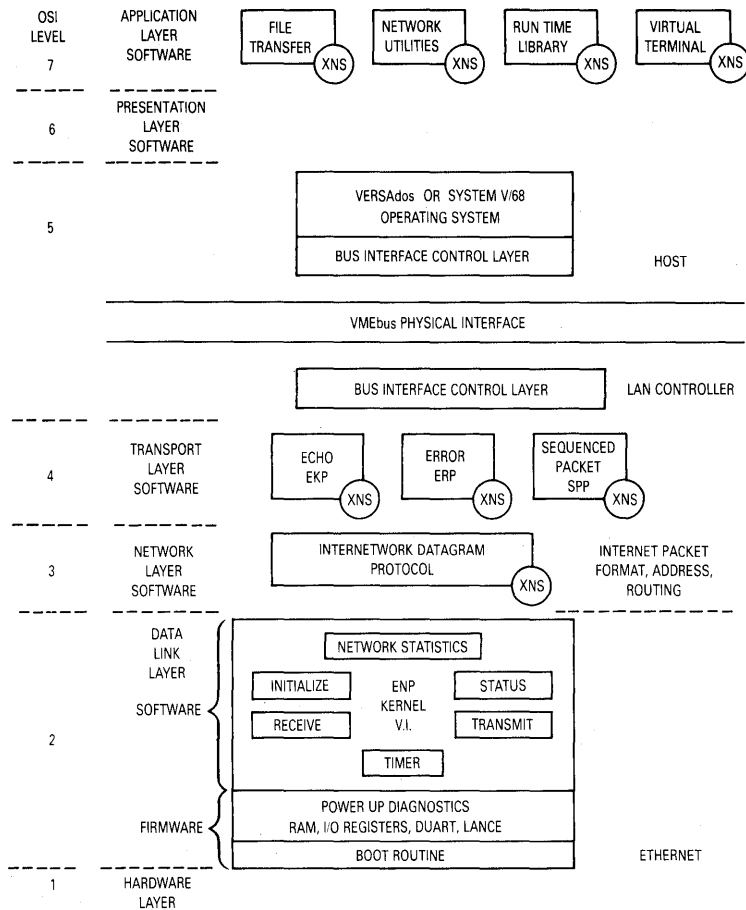 OSI
LEVEL
7
APPLICATION
LAYER
SOFTWARE
FILE
TRANSFER
XNS
NETWORK
UTILITIES
XNS
RUN TIME
LIBRARY
XNS
VIRTUAL
TERMINAL
XNS
6
PRESENTATION
LAYER
SOFTWARE
5
VERSAdos OR SYSTEM V/68
OPERATING SYSTEM
BUS INTERFACE CONTROL LAYER
HOST
VMEbus PHYSICAL INTERFACE
BUS INTERFACE CONTROL LAYER
LAN CONTROLLER
4
TRANSPORT
LAYER
SOFTWARE
ECHO
EKP
XNS
ERROR
ERP
XNS
SEQUENCED
PACKET
SPP
XNS
3
NETWORK
LAYER
SOFTWARE
INTERNETWORK DATAGRAM
PROTOCOL
XNS
INTERNET PACKET
FORMAT, ADDRESS,
ROUTING
2
DATA
LINK
LAYER
SOFTWARE
NETWORK STATISTICS
INITIALIZE
ENP
KERNEL
V.I.
STATUS
RECEIVE
TRANSMIT
TIMER
FIRMWARE
POWER UP DIAGNOSTICS
RAM, I/O REGISTERS, DUART, LANCE
BOOT ROUTINE
ETHERNET
1
HARDWARE
LAYER